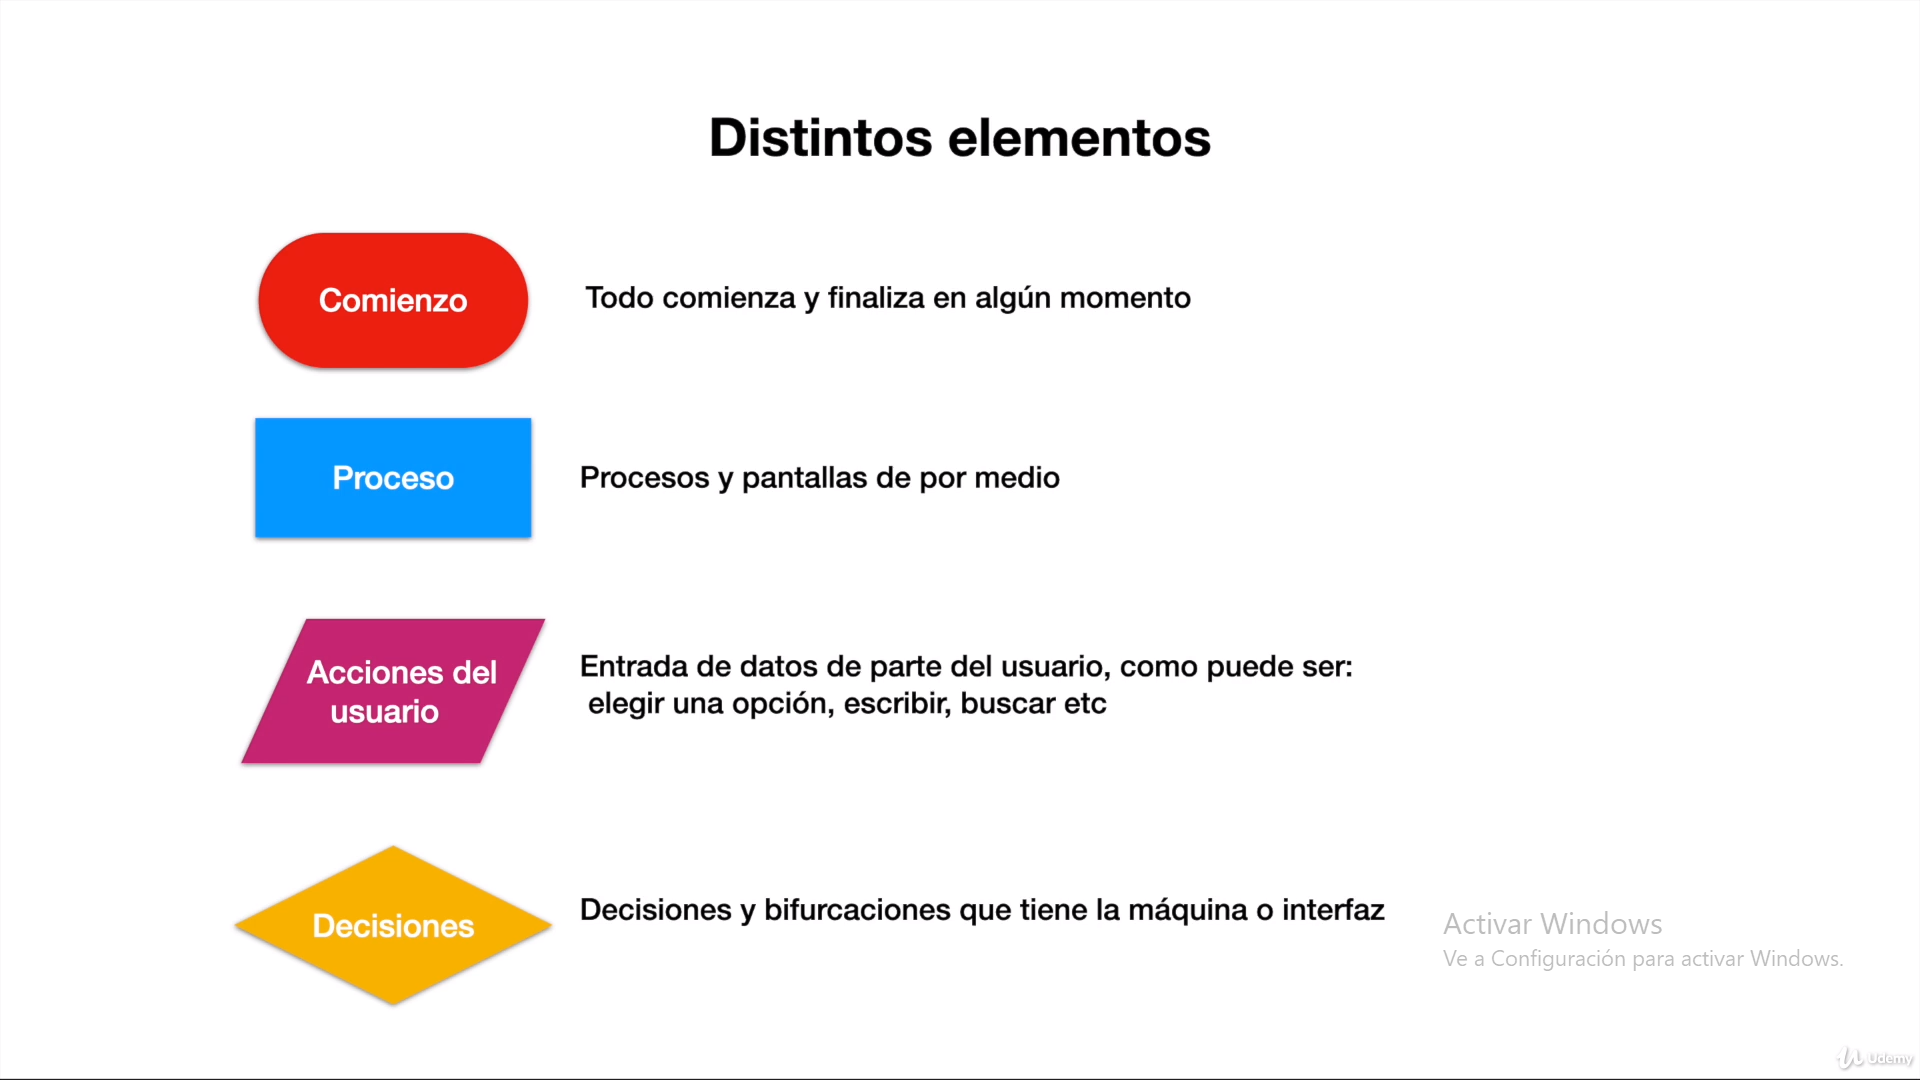 Distintos elementos
Comienzo
Todo comienza y finaliza en algún momento
Proceso
Procesos y pantallas de por medio
Acciones del
usuario
Entrada de datos de parte del usuario, como puede ser:
elegir una opción, escribir, buscar etc
Decisiones
Decisiones y bifurcaciones que tiene la máquina o interfaz
Activar Windows
Ve a Configuración para activar Windows.
Udemy